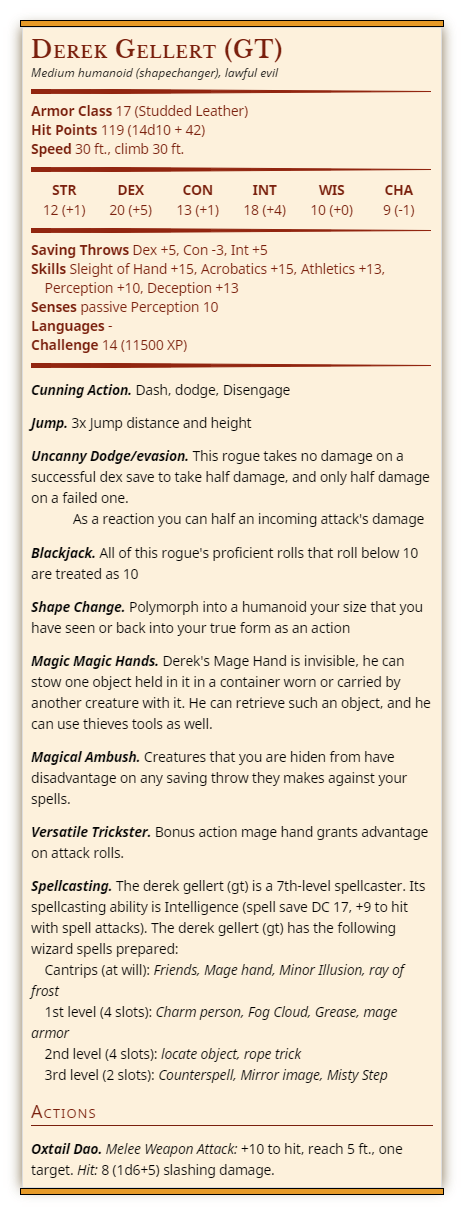 Derek Gellert (GT)
Medium humanoid (shapechanger), lawful evil
Armor Class 17 (Studded Leather)
Hit Points 119 (14d10 + 42)
Speed 30 ft., climb 30 ft.
STR DEX CON INT WIS CHA
12 (+1) 20 (+5) 13 (+1) 18 (+4) 10 (+0) 9 (-1)
Saving Throws Dex +5, Con -3, Int +5
Skills Sleight of Hand +15, Acrobatics +15, Athletics +13,
Perception +10, Deception +13
Senses passive Perception 10
Languages -
Challenge 14 (11500 XP)
Cunning Action. Dash, dodge, Disengage
Jump. 3x Jump distance and height
Uncanny Dodge/evasion. This rogue takes no damage on a
successful dex save to take half damage, and only half damage
on a failed one.
As a reaction you can half an incoming attack's damage
Blackjack. All of this rogue's proficient rolls that roll below 10
are treated as 10
Shape Change. Polymorph into a humanoid your size that you
have seen or back into your true form as an action
Magic Magic Hands. Derek's Mage Hand is invisible, he can
stow one object held in it in a container worn or carried by
another creature with it. He can retrieve such an object, and he
can use thieves tools as well.
Magical Ambush. Creatures that you are hiden from have
disadvantage on any saving throw they makes against your
spells.
Versatile Trickster. Bonus action mage hand grants advantage
on attack rolls.
Spellcasting. The derek gellert (gt) is a 7th-level spellcaster. Its
spellcasting ability is Intelligence (spell save DC 17, +9 to hit
with spell attacks). The derek gellert (gt) has the following
wizard spells prepared:
Cantrips (at will): Friends, Mage hand, Minor Illusion, ray of
frost
1st level (4 slots): Charm person, Fog Cloud, Grease, mage
armor
2nd level (4 slots): locate object, rope trick
3rd level (2 slots): Counterspell, Mirror image, Misty Step
Actions
Oxtail Dao. Melee Weapon Attack: +10 to hit, reach 5 ft., one
target. Hit: 8 (1d6+5) slashing damage.